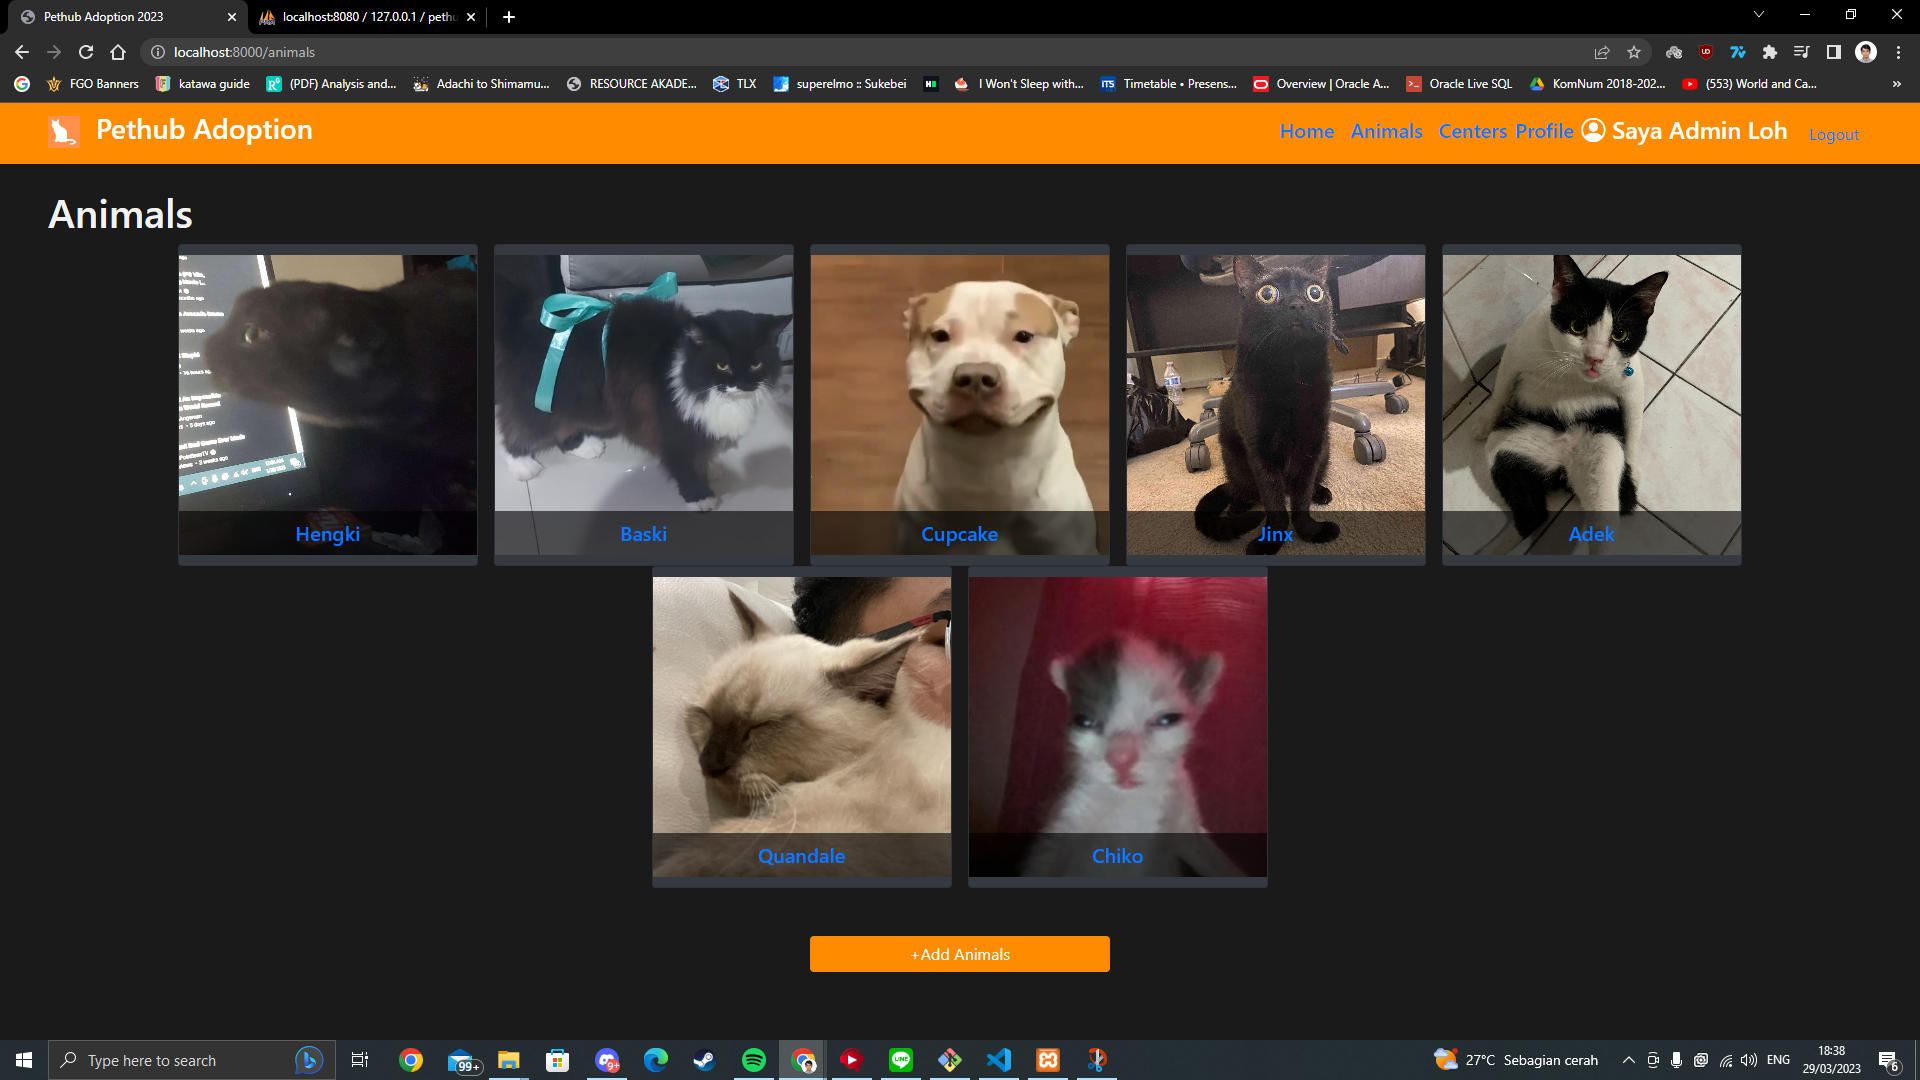 Pethub Adoption 2023
localhost:8080 / 127.0.0.1 / pethu
localhost:8000/animals
FGO Banners
katawa guide
(PDF) Analysis and...
Adachi to Shimamu...
RESOURCE AKADE...
TLX
superelmo :: Sukebei
I Won't Sleep with...
Timetable • Presens...
Overview | Oracle A...
Oracle Live SQL
KomNum 2018-202...
(553) World and Ca...
Pethub Adoption
Home
Animals
Centers
Profile
Saya Admin Loh
Logout
Animals
Hengki
Baski
Cupcake
Jinx
Adek
Quandale
Chiko
+Add Animals
Type here to search
99+
9+
27°C Sebagian cerah
ENG
18:38
29/03/2023
6